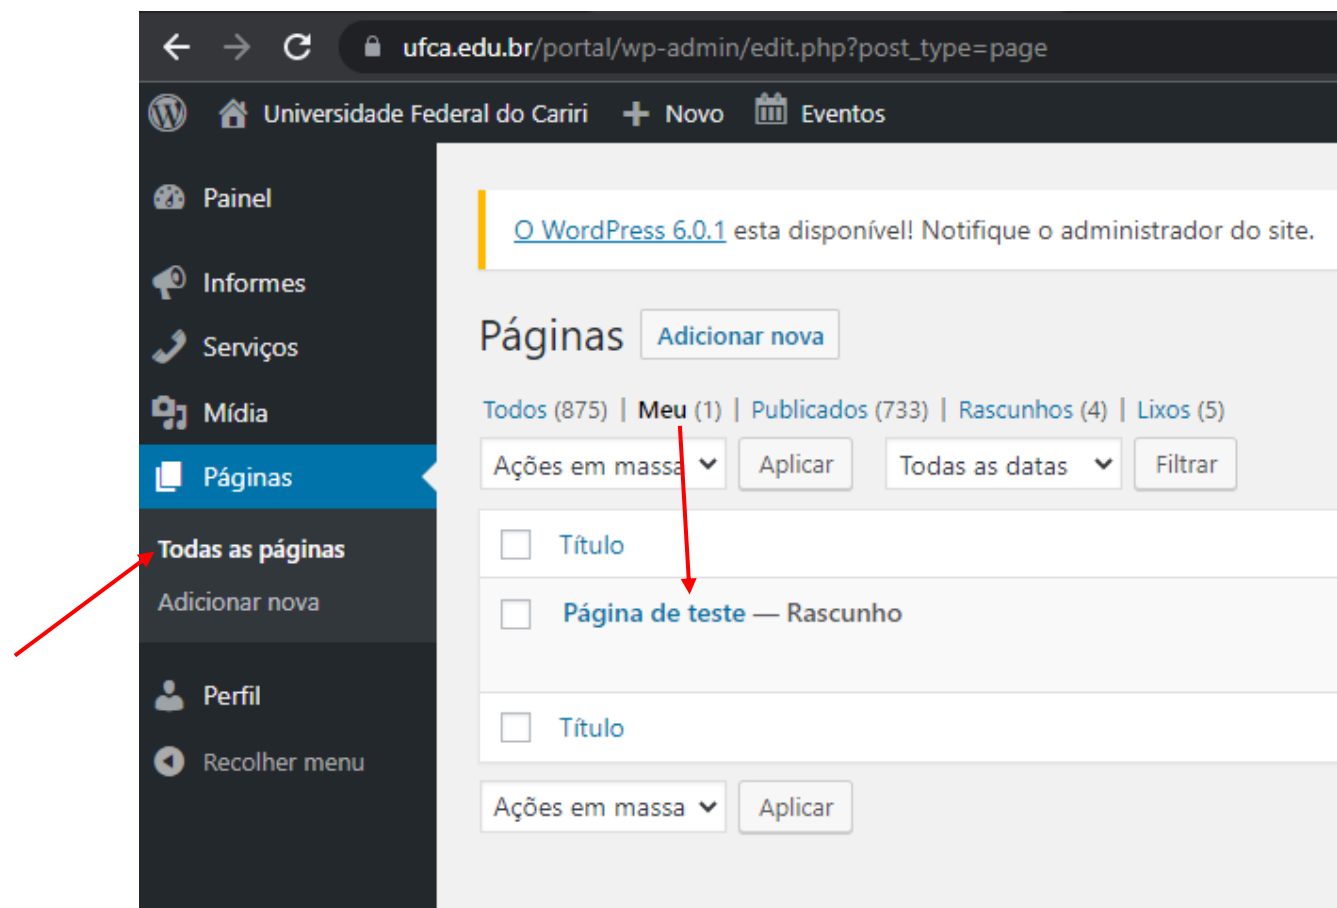 ufca.edu.br/portal/wp-admin/edit.php?post_type=page
Universidade Federal do Cariri + Novo Eventos
Painel
Informes
Serviços
Mídia
Páginas
Todas as páginas
Adicionar nova
Perfil
Recolher menu
O WordPress 6.0.1 esta disponível! Notifique o administrador do site.
Páginas Adicionar nova
Todos (875) | Meu (1) | Publicados (733) | Rascunhos (4) | Lixos (5)
Ações em massa Aplicar Todas as datas Filtrar
Título
Página de teste — Rascunho
Título
Ações em massa Aplicar